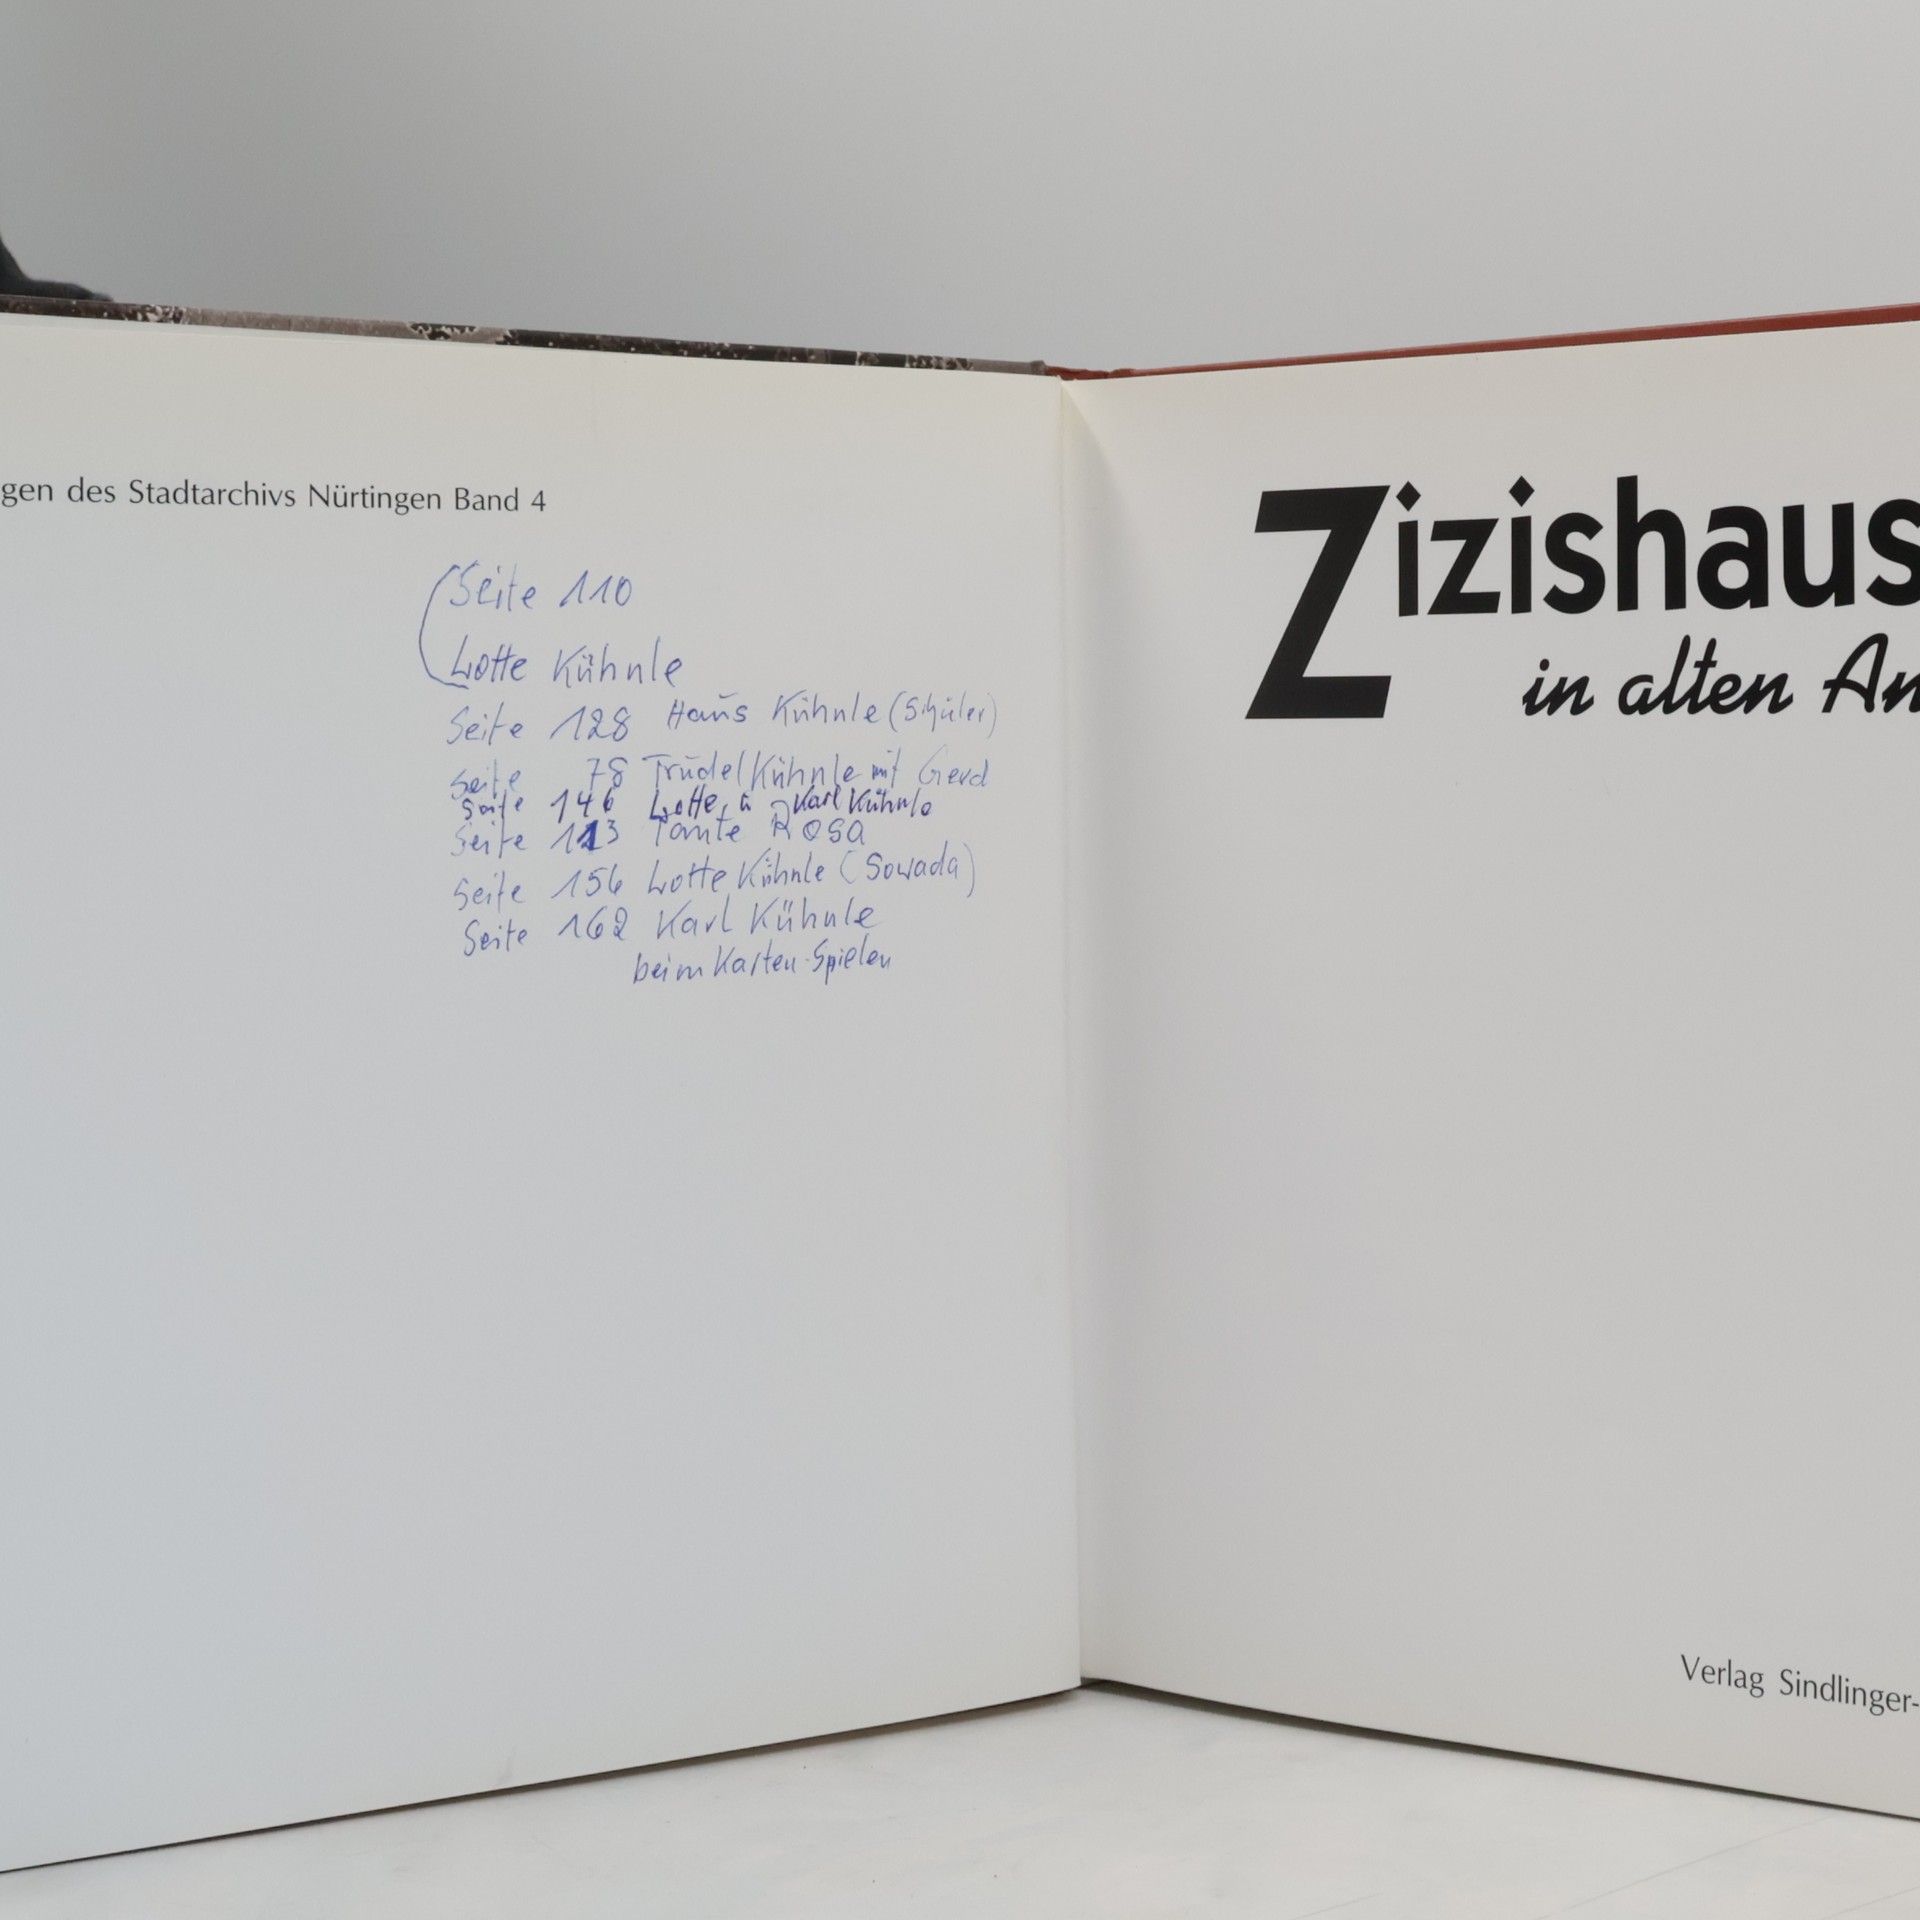 gen des Stadtarchivs Nürtingen Band 4
(Seite 110
Lotte Kühnle
Seite 128 Haus Kühnle (Schüler)
Seite 78 Trudel Kühnle mit Gerd
Seite 146 Lotte u Karl Kühnle
Seite 113 Tante Rosa
Seite 156 Lotte Kühnle (Sowada)
Seite 162 Karl Kühnle
beim Karten-Spielen
Zizishaus
in alten An
Verlag Sindlinger-